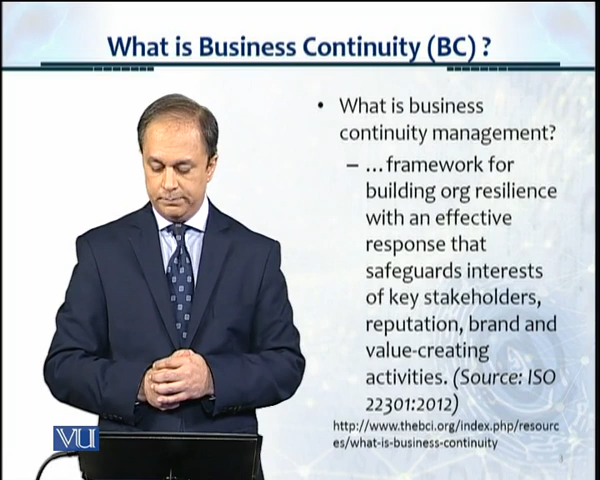 What is Business Continuity (BC) ?
• What is business
continuity management?
– ...framework for
building org resilience
with an effective
response that
safeguards interests
of key stakeholders,
reputation, brand and
value-creating
activities. (Source: ISO
22301:2012)
http://www.thebci.org/index.php/resourc
es/what-is-business-continuity
VU